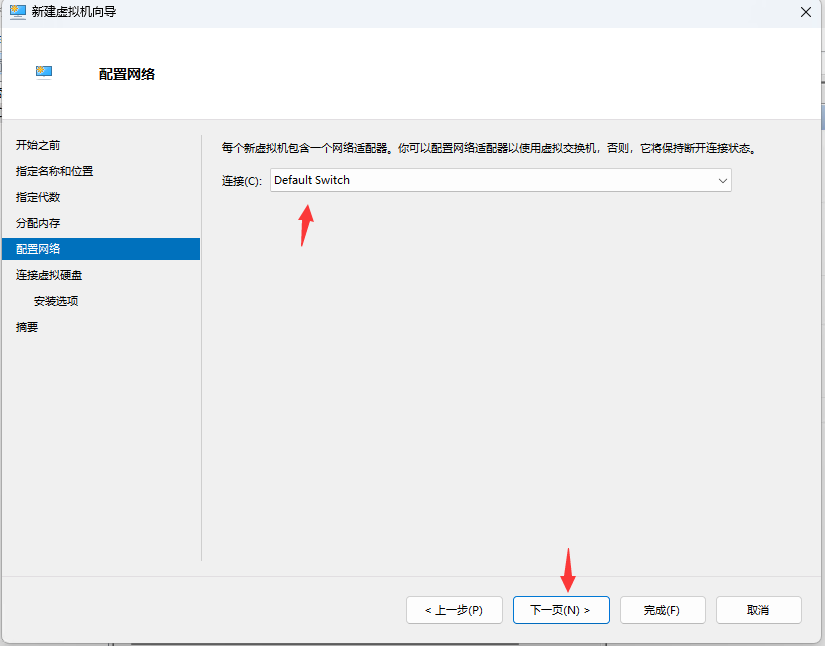 新建虚拟机向导
配置网络
开始之前
指定名称和位置
指定代数
分配内存
配置网络
连接虚拟硬盘
安装选项
摘要
每个新虚拟机包含一个网络适配器。你可以配置网络适配器以使用虚拟交换机，否则，它将保持断开连接状态。
连接(C): Default Switch
< 上一步(P) 下一页(N) > 完成(F) 取消